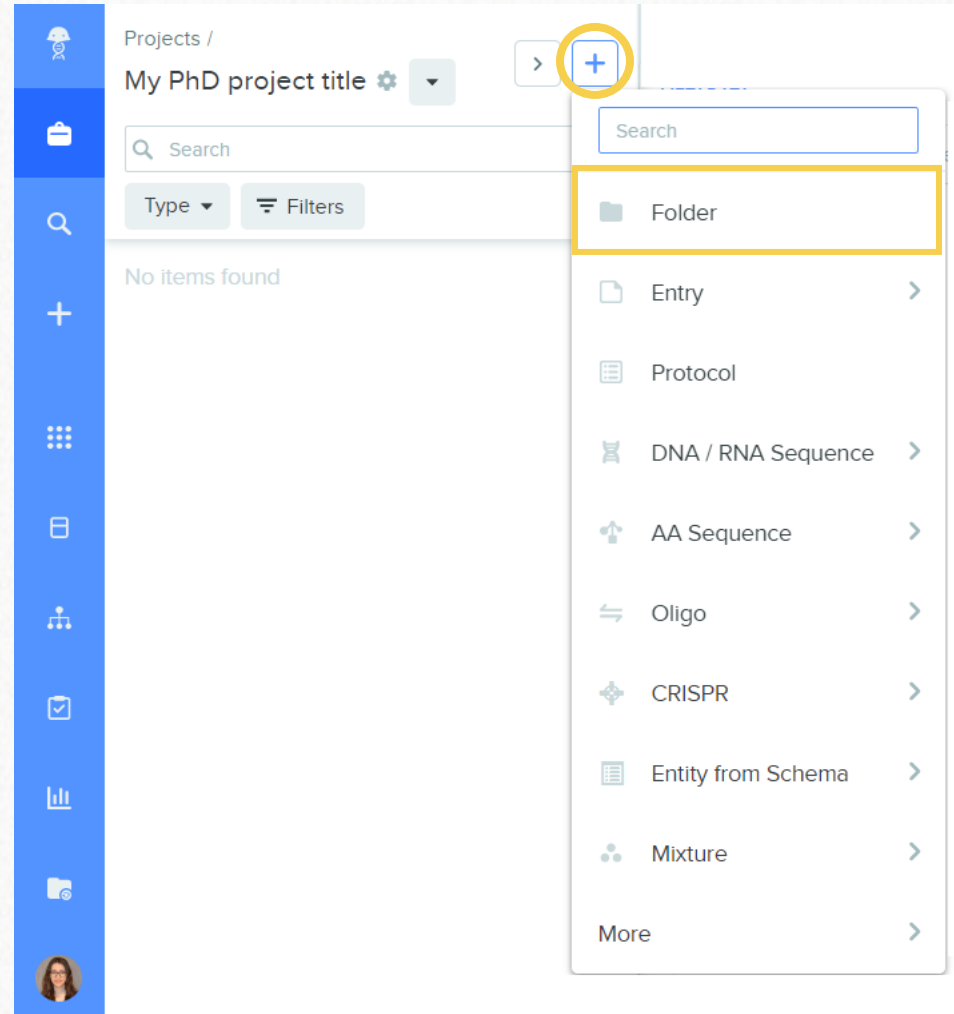 Projects /
My PhD project title
Search
Type
Filters
No items found
Search
Folder
Entry
Protocol
DNA / RNA Sequence
AA Sequence
Oligo
CRISPR
Entity from Schema
Mixture
More